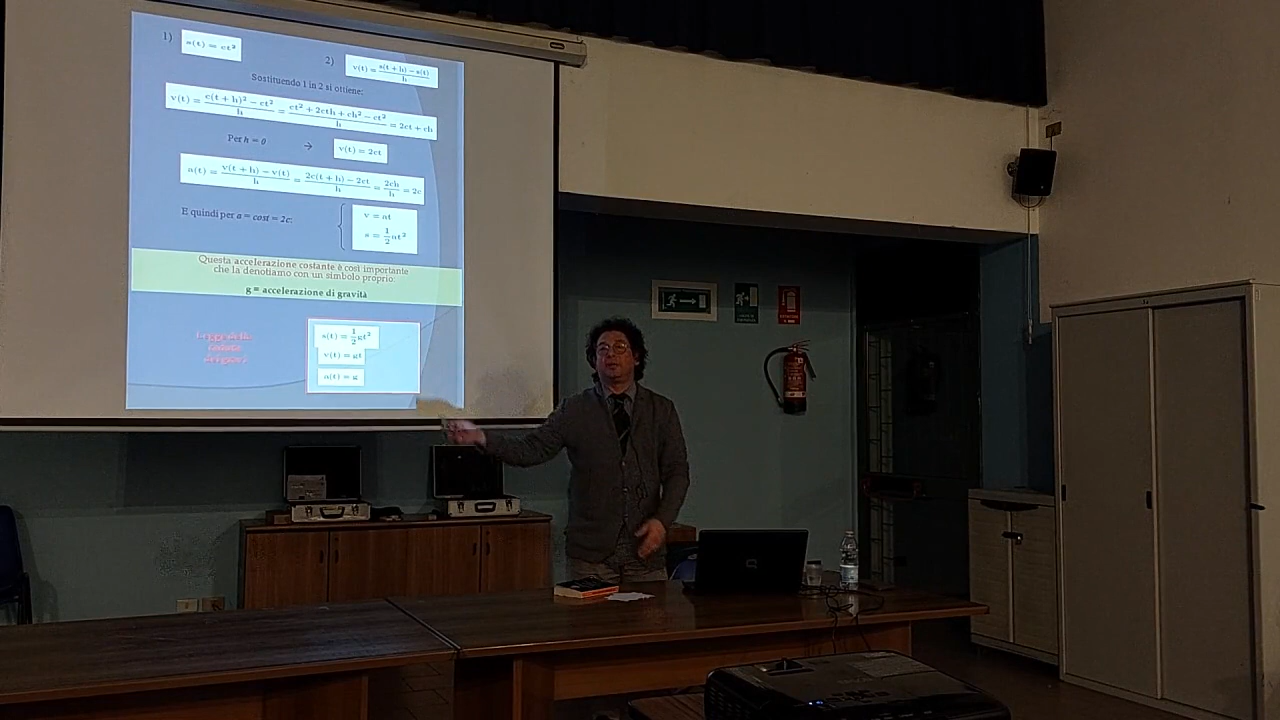 1) s(t) = ct²
2) v(t) = s(t + h) − s(t) / h
Sostituendo 1 in 2 si ottiene:
v(t) = c(t + h)² − ct² / h = ct² + 2cth + ch² − ct² / h = 2ct + ch
Per h = 0 → v(t) = 2ct
a(t) = v(t + h) − v(t) / h = 2c(t + h) − 2ct / h = 2ch / h = 2c
E quindi per a = cost = 2c: { v = at
s = 1/2 at²
Questa accelerazione costante è così importante
che la denotiamo con un simbolo proprio:
g = accelerazione di gravità
s(t) = 1/2 gt²
v(t) = gt
a(t) = g